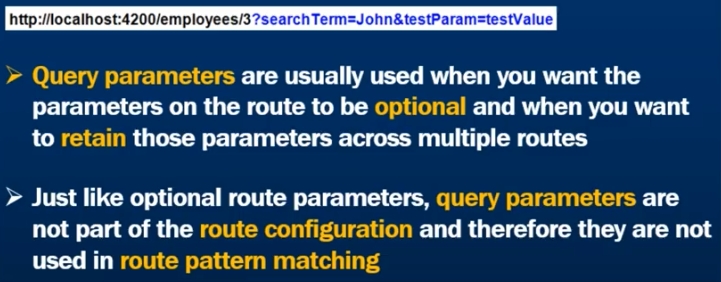 http://localhost:4200/employees/3?searchTerm=John&testParam=testValue
➢ Query parameters are usually used when you want the
parameters on the route to be optional and when you want
to retain those parameters across multiple routes
➢ Just like optional route parameters, query parameters are
not part of the route configuration and therefore they are not
used in route pattern matching